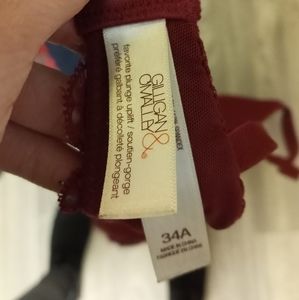 GILLIGAN &
O'MALLEY
favorite plunge uplift / soutien-gorge
préféré galbant à décolleté plongeant
34A
MADE IN CHINA
FABRIQUÉ EN CHINE